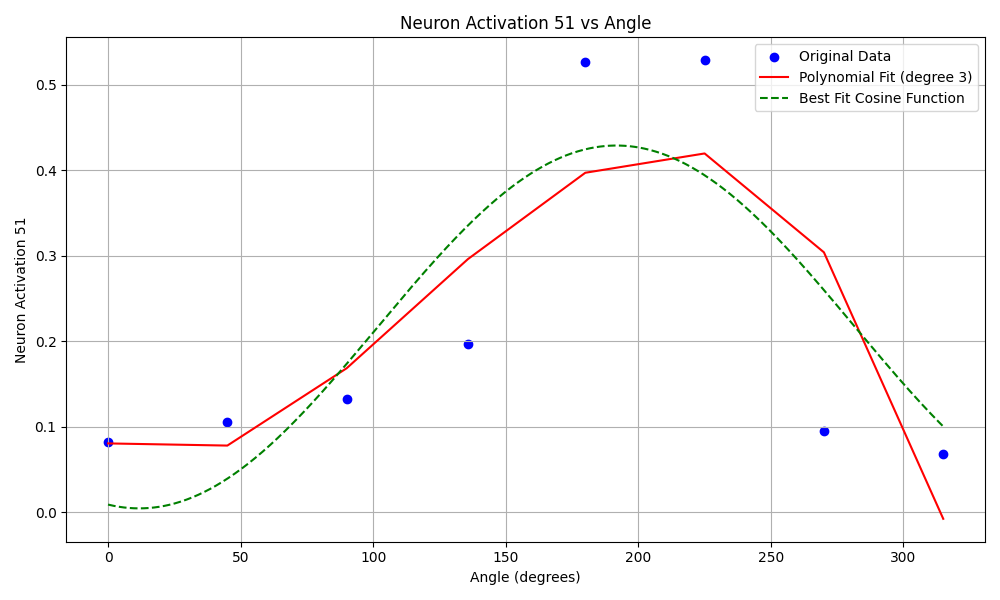 Neuron Activation 51 vs Angle
Original Data
Polynomial Fit (degree 3)
Best Fit Cosine Function
Neuron Activation 51
0.5
0.4
0.3
0.2
0.1
0.0
0 50 100 150 200 250 300
Angle (degrees)